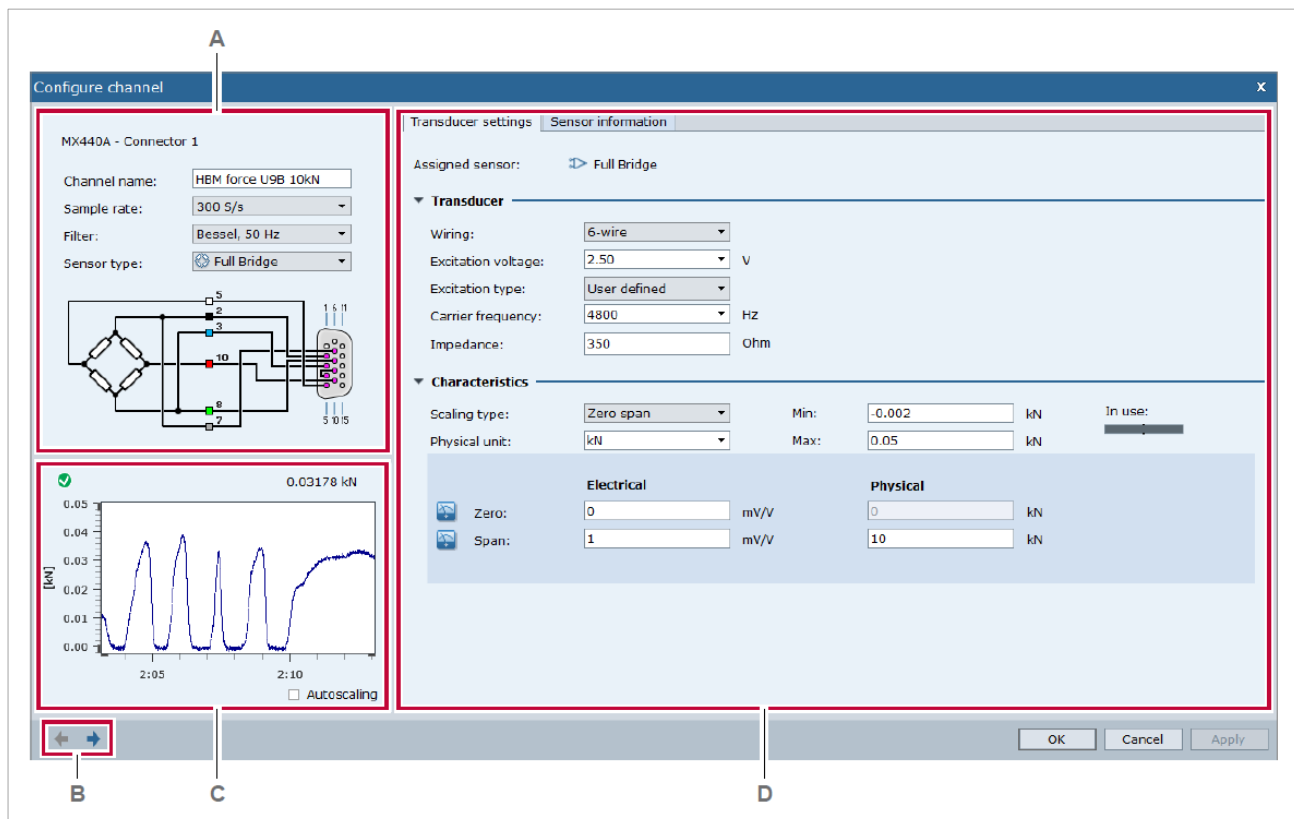 A
Configure channel x
MX440A - Connector 1
Channel name: HBM force U9B 10kN
Sample rate: 300 S/s
Filter: Bessel, 50 Hz
Sensor type: Full Bridge
5
2
3
10
8
7
1 6 11
5 10 15
0.03178 kN
0.05
0.04
0.03
0.02
0.01
0.00
[kN]
2:05 2:10
Autoscaling
Transducer settings Sensor information
Assigned sensor: Full Bridge
Transducer
Wiring: 6-wire
Excitation voltage: 2.50 V
Excitation type: User defined
Carrier frequency: 4800 Hz
Impedance: 350 Ohm
Characteristics
Scaling type: Zero span Min: -0.002 kN In use:
Physical unit: kN Max: 0.05 kN
Electrical Physical
Zero: 0 mV/V 0 kN
Span: 1 mV/V 10 kN
OK Cancel Apply
B C D